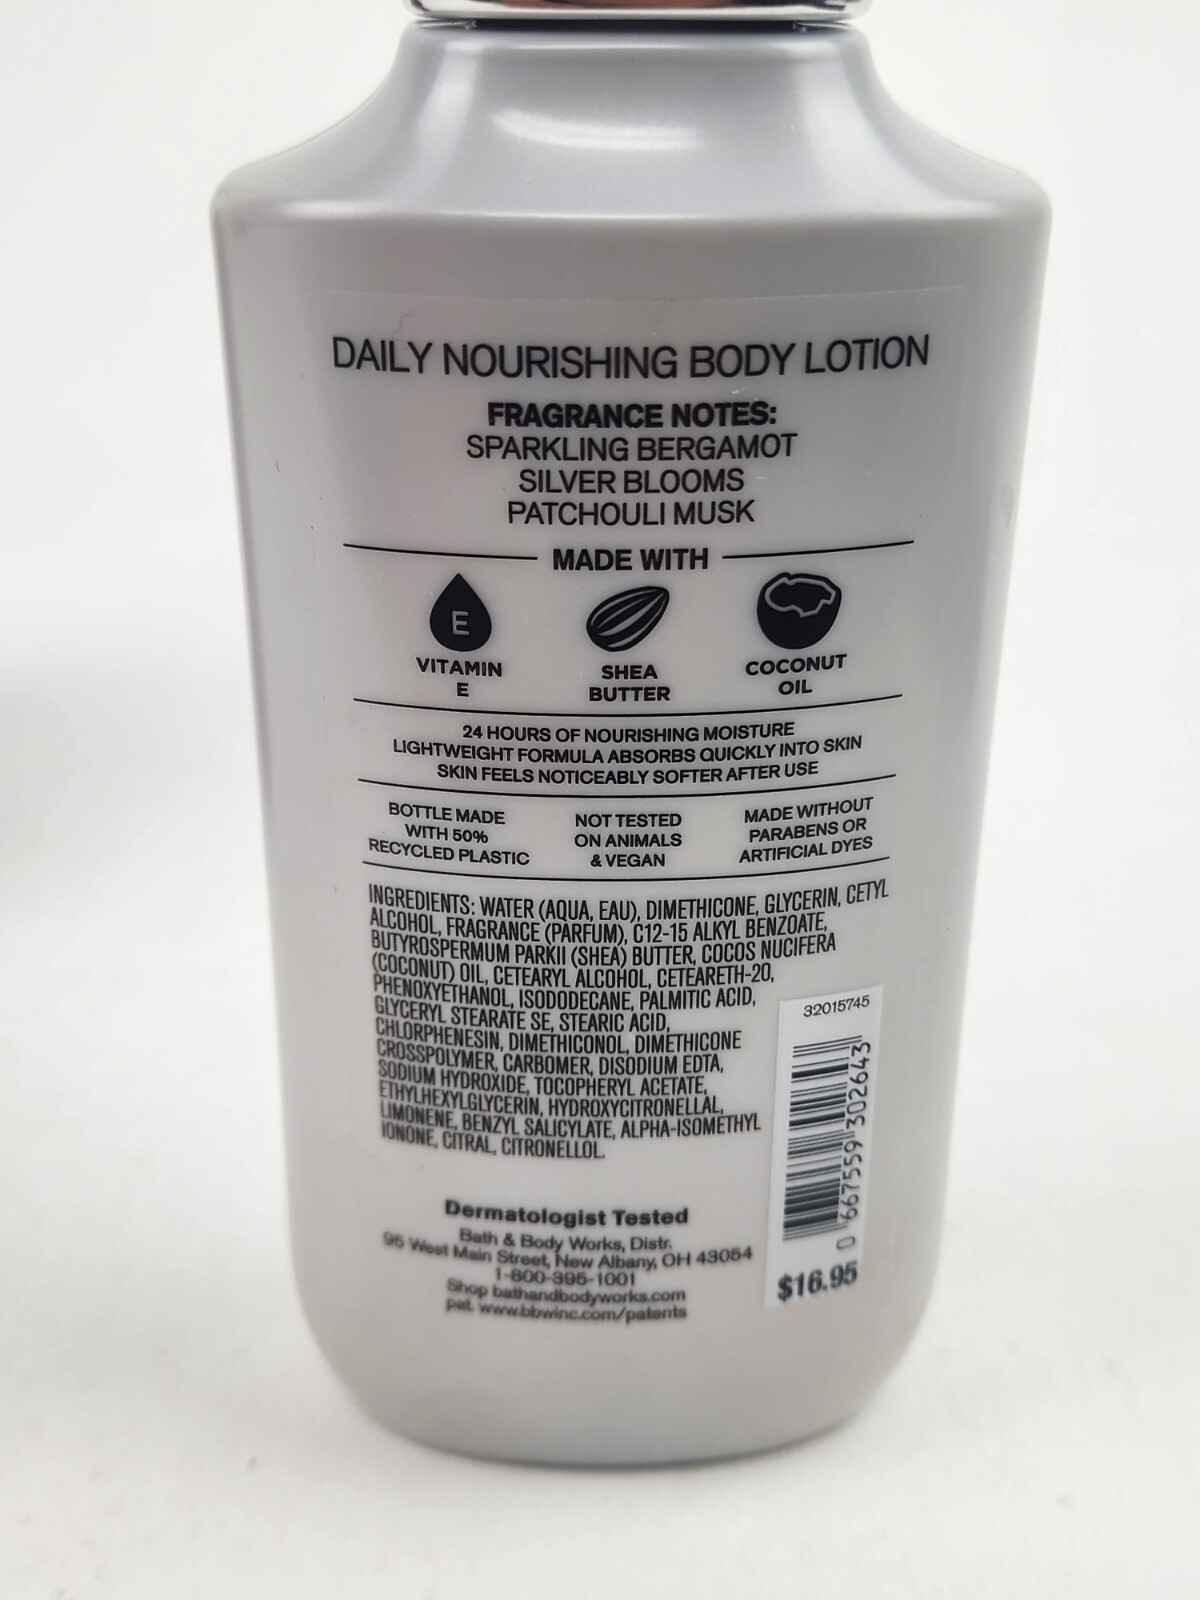 DAILY NOURISHING BODY LOTION
FRAGRANCE NOTES:
SPARKLING BERGAMOT
SILVER BLOOMS
PATCHOULI MUSK
MADE WITH
E
VITAMIN
E
SHEA
BUTTER
COCONUT
OIL
24 HOURS OF NOURISHING MOISTURE
LIGHTWEIGHT FORMULA ABSORBS QUICKLY INTO SKIN
SKIN FEELS NOTICEABLY SOFTER AFTER USE
BOTTLE MADE
WITH 50%
RECYCLED PLASTIC
NOT TESTED
ON ANIMALS
& VEGAN
MADE WITHOUT
PARABENS OR
ARTIFICIAL DYES
INGREDIENTS: WATER (AQUA, EAU), DIMETHICONE, GLYCERIN, CETYL
ALCOHOL, FRAGRANCE (PARFUM), C12-15 ALKYL BENZOATE,
BUTYROSPERMUM PARKII (SHEA) BUTTER, COCOS NUCIFERA
(COCONUT) OIL, CETEARYL ALCOHOL, CETEARETH-20,
PHENOXYETHANOL, ISODODECANE, PALMITIC ACID,
GLYCERYL STEARATE SE, STEARIC ACID,
CHLORPHENESIN, DIMETHICONOL, DIMETHICONE
CROSSPOLYMER, CARBOMER, DISODIUM EDTA,
SODIUM HYDROXIDE, TOCOPHERYL ACETATE,
ETHYLHEXYLGLYCERIN, HYDROXYCITRONELLAL,
LIMONENE, BENZYL SALICYLATE, ALPHA-ISOMETHYL
IONONE, CITRAL, CITRONELLOL.
Dermatologist Tested
Bath & Body Works, Distr.
95 West Main Street, New Albany, OH 43054
1-800-395-1001
Shop bathandbodyworks.com
pat. www.bbwinc.com/patents
32015745
0 667559 302643
$16.95